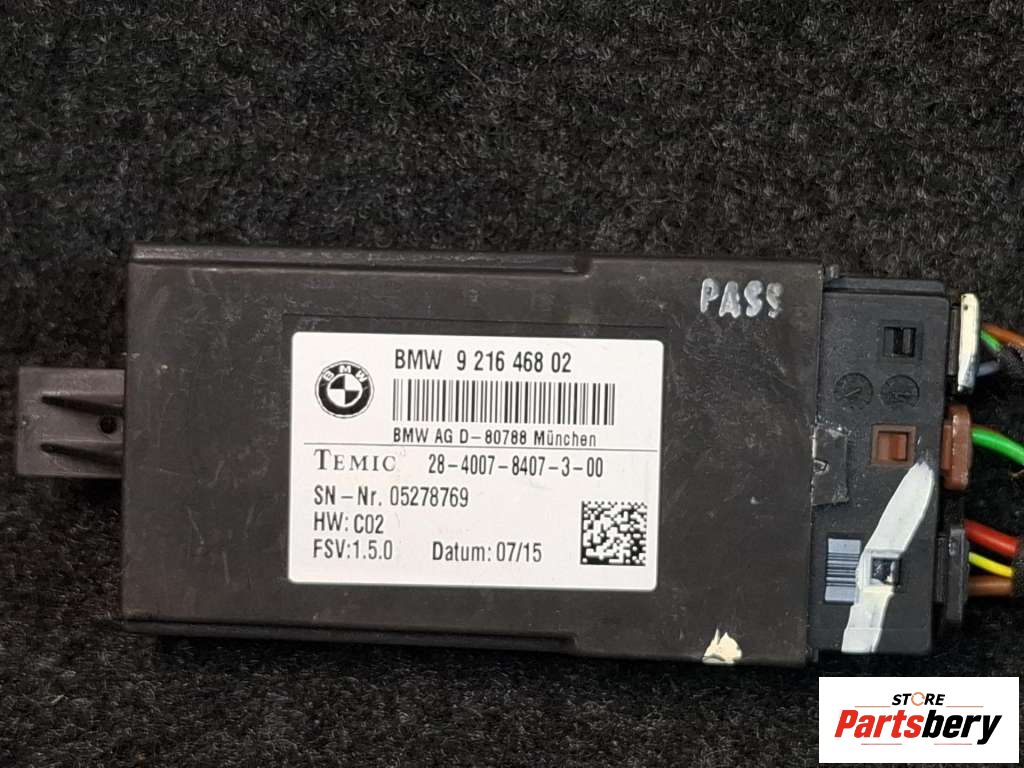 PASS
BMW 9 216 468 02
BMW
BMW AG D-80788 München
TEMIC 28-4007-8407-3-00
SN-Nr. 05278769
HW: C02
FSV:1.5.0 Datum: 07/15
STORE
Partsbery